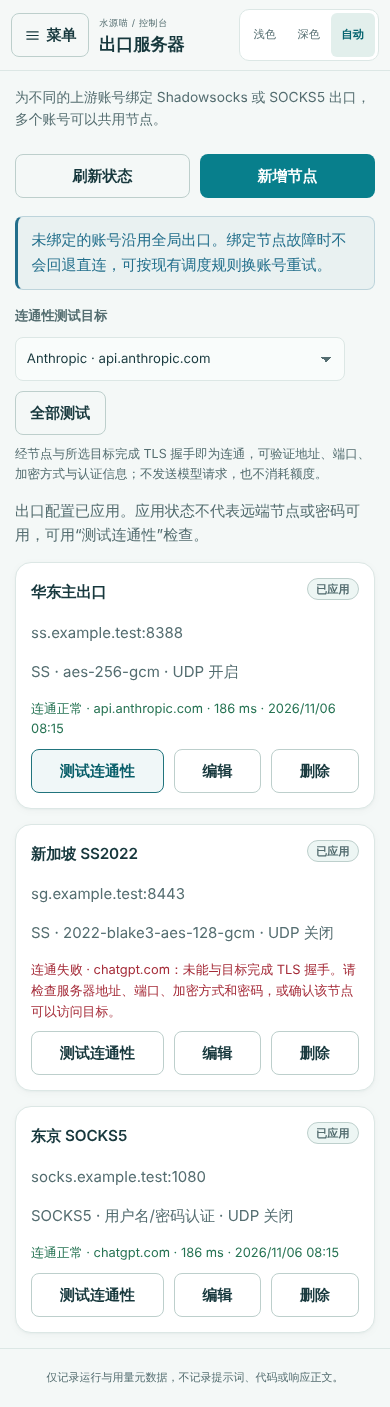 菜单
水源喵 / 控制台
出口服务器
浅色 深色 自动
为不同的上游账号绑定 Shadowsocks 或 SOCKS5 出口，
多个账号可以共用节点。
刷新状态 新增节点
未绑定的账号沿用全局出口。绑定节点故障时不
会回退直连，可按现有调度规则换账号重试。
连通性测试目标
Anthropic · api.anthropic.com
全部测试
经节点与所选目标完成 TLS 握手即为连通，可验证地址、端口、
加密方式与认证信息；不发送模型请求，也不消耗额度。
出口配置已应用。应用状态不代表远端节点或密码可
用，可用“测试连通性”检查。
华东主出口 已应用
ss.example.test:8388
SS · aes-256-gcm · UDP 开启
连通正常 · api.anthropic.com · 186 ms · 2026/11/06
08:15
测试连通性 编辑 删除
新加坡 SS2022 已应用
sg.example.test:8443
SS · 2022-blake3-aes-128-gcm · UDP 关闭
连通失败 · chatgpt.com：未能与目标完成 TLS 握手。请
检查服务器地址、端口、加密方式和密码，或确认该节点
可以访问目标。
测试连通性 编辑 删除
东京 SOCKS5 已应用
socks.example.test:1080
SOCKS5 · 用户名/密码认证 · UDP 关闭
连通正常 · chatgpt.com · 186 ms · 2026/11/06 08:15
测试连通性 编辑 删除
仅记录运行与用量元数据，不记录提示词、代码或响应正文。